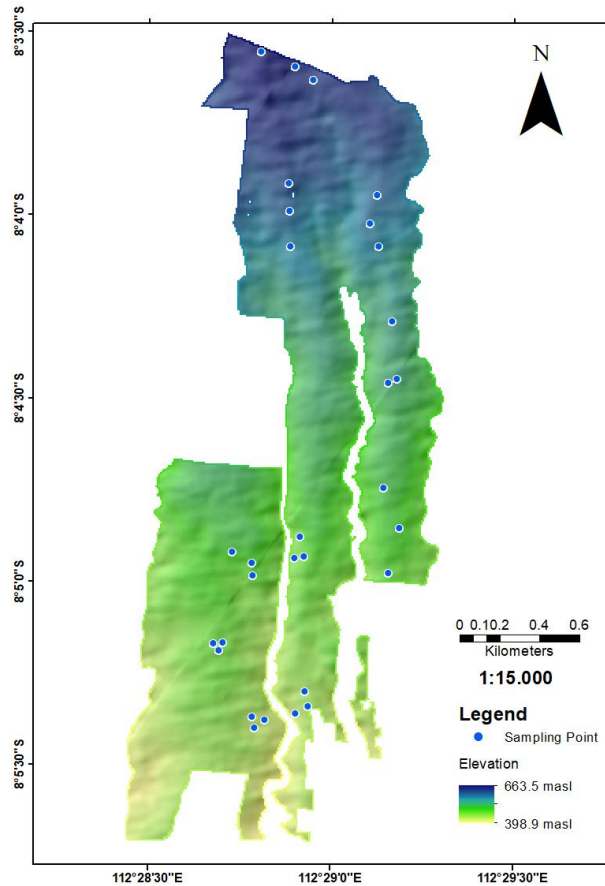 8°3'30"S
N
8°4'0"S
8°4'30"S
8°5'0"S
0 0.10.2 0.4 0.6
Kilometers
1:15.000
Legend
Sampling Point
Elevation
663.5 masl
398.9 masl
8°5'30"S
112°28'30"E 112°29'0"E 112°29'30"E